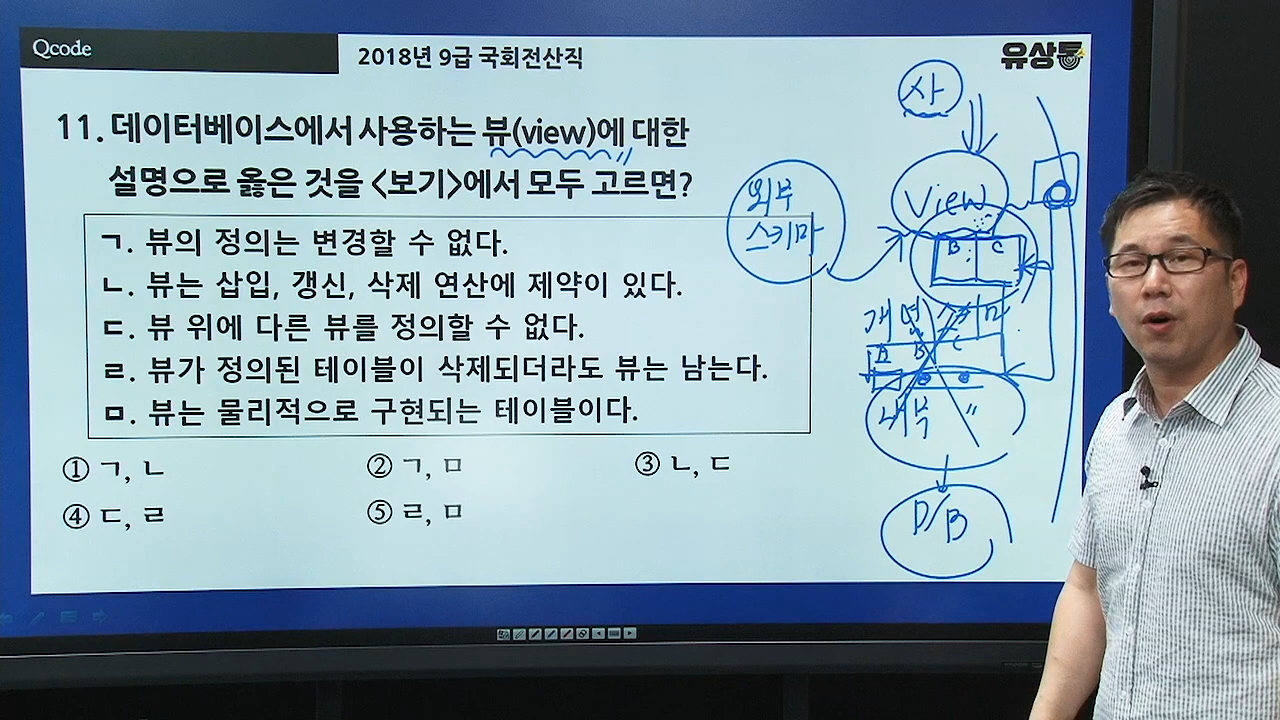 Qcode
2018년 9급 국회전산직
유상통
11. 데이터베이스에서 사용하는 뷰(view)에 대한
설명으로 옳은 것을 <보기>에서 모두 고르면?
ㄱ. 뷰의 정의는 변경할 수 없다.
ㄴ. 뷰는 삽입, 갱신, 삭제 연산에 제약이 있다.
ㄷ. 뷰 위에 다른 뷰를 정의할 수 없다.
ㄹ. 뷰가 정의된 테이블이 삭제되더라도 뷰는 남는다.
ㅁ. 뷰는 물리적으로 구현되는 테이블이다.
① ㄱ, ㄴ
② ㄱ, ㅁ
③ ㄴ, ㄷ
④ ㄷ, ㄹ
⑤ ㄹ, ㅁ
사
View
외부
스키마
B C
개념
B C
내부 〃
D/B